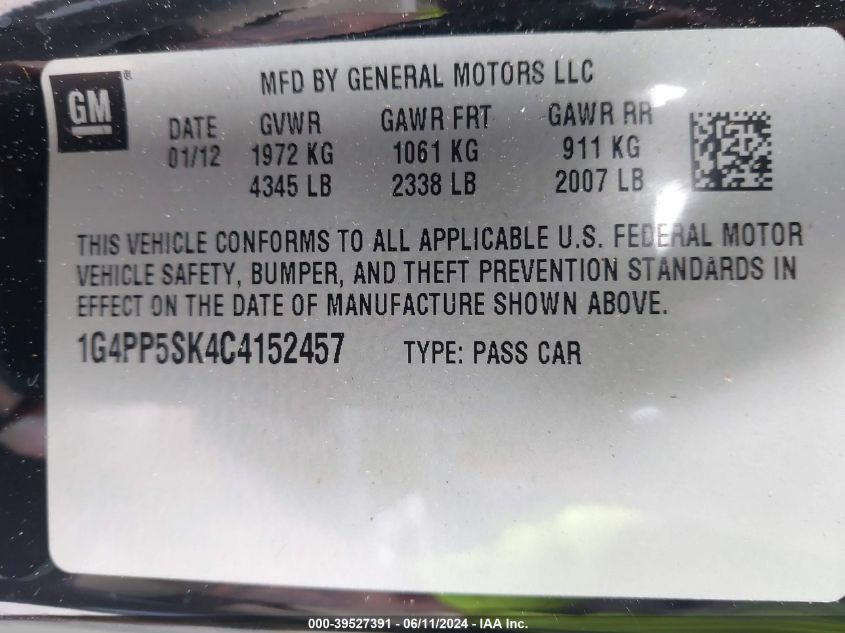 MFD BY GENERAL MOTORS LLC
GM®
DATE GVWR GAWR FRT GAWR RR
01/12 1972 KG 1061 KG 911 KG
4345 LB 2338 LB 2007 LB
THIS VEHICLE CONFORMS TO ALL APPLICABLE U.S. FEDERAL MOTOR
VEHICLE SAFETY, BUMPER, AND THEFT PREVENTION STANDARDS IN
EFFECT ON THE DATE OF MANUFACTURE SHOWN ABOVE.
1G4PP5SK4C4152457 TYPE: PASS CAR
000-39527391 - 06/11/2024 - IAA Inc.